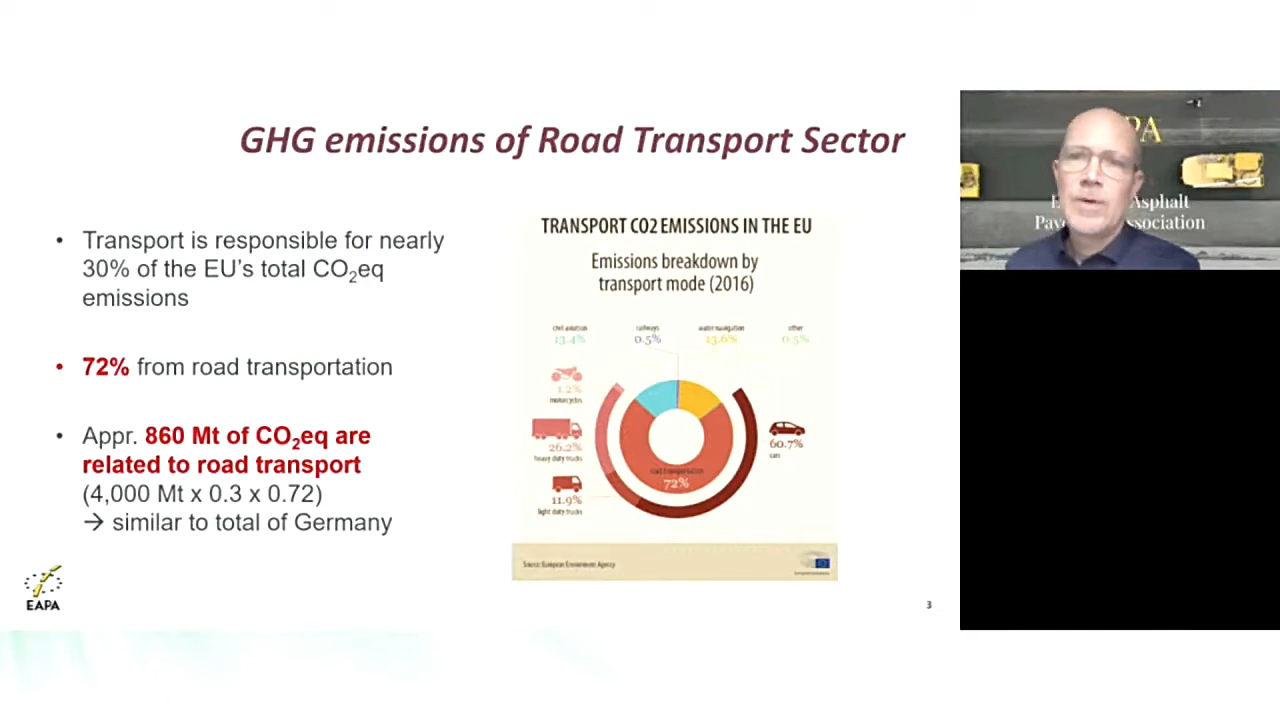 GHG emissions of Road Transport Sector
• Transport is responsible for nearly
30% of the EU's total CO₂eq
emissions
• 72% from road transportation
• Appr. 860 Mt of CO₂eq are
related to road transport
(4,000 Mt x 0.3 x 0.72)
→ similar to total of Germany
EAPA
TRANSPORT CO2 EMISSIONS IN THE EU
Emissions breakdown by
transport mode (2016)
civil aviation railways water navigation other
13.4% 0.5% 13.6% 0.5%
1.2%
motorcycles
26.2%
heavy duty trucks
11.9%
light duty trucks
60.7%
cars
road transportation
72%
Source: European Environment Agency
3
PA
Asphalt